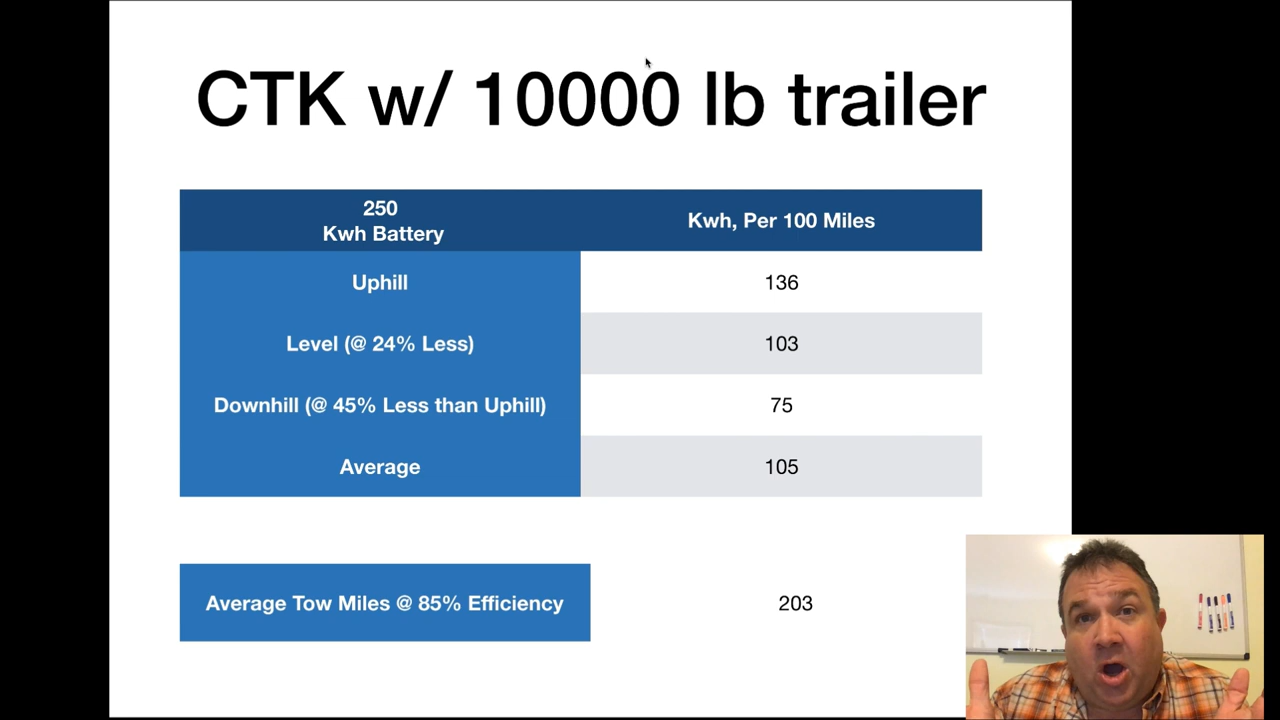 CTK w/ 10000 lb trailer
250
Kwh Battery
Kwh, Per 100 Miles
Uphill
136
Level (@ 24% Less)
103
Downhill (@ 45% Less than Uphill)
75
Average
105
Average Tow Miles @ 85% Efficiency
203